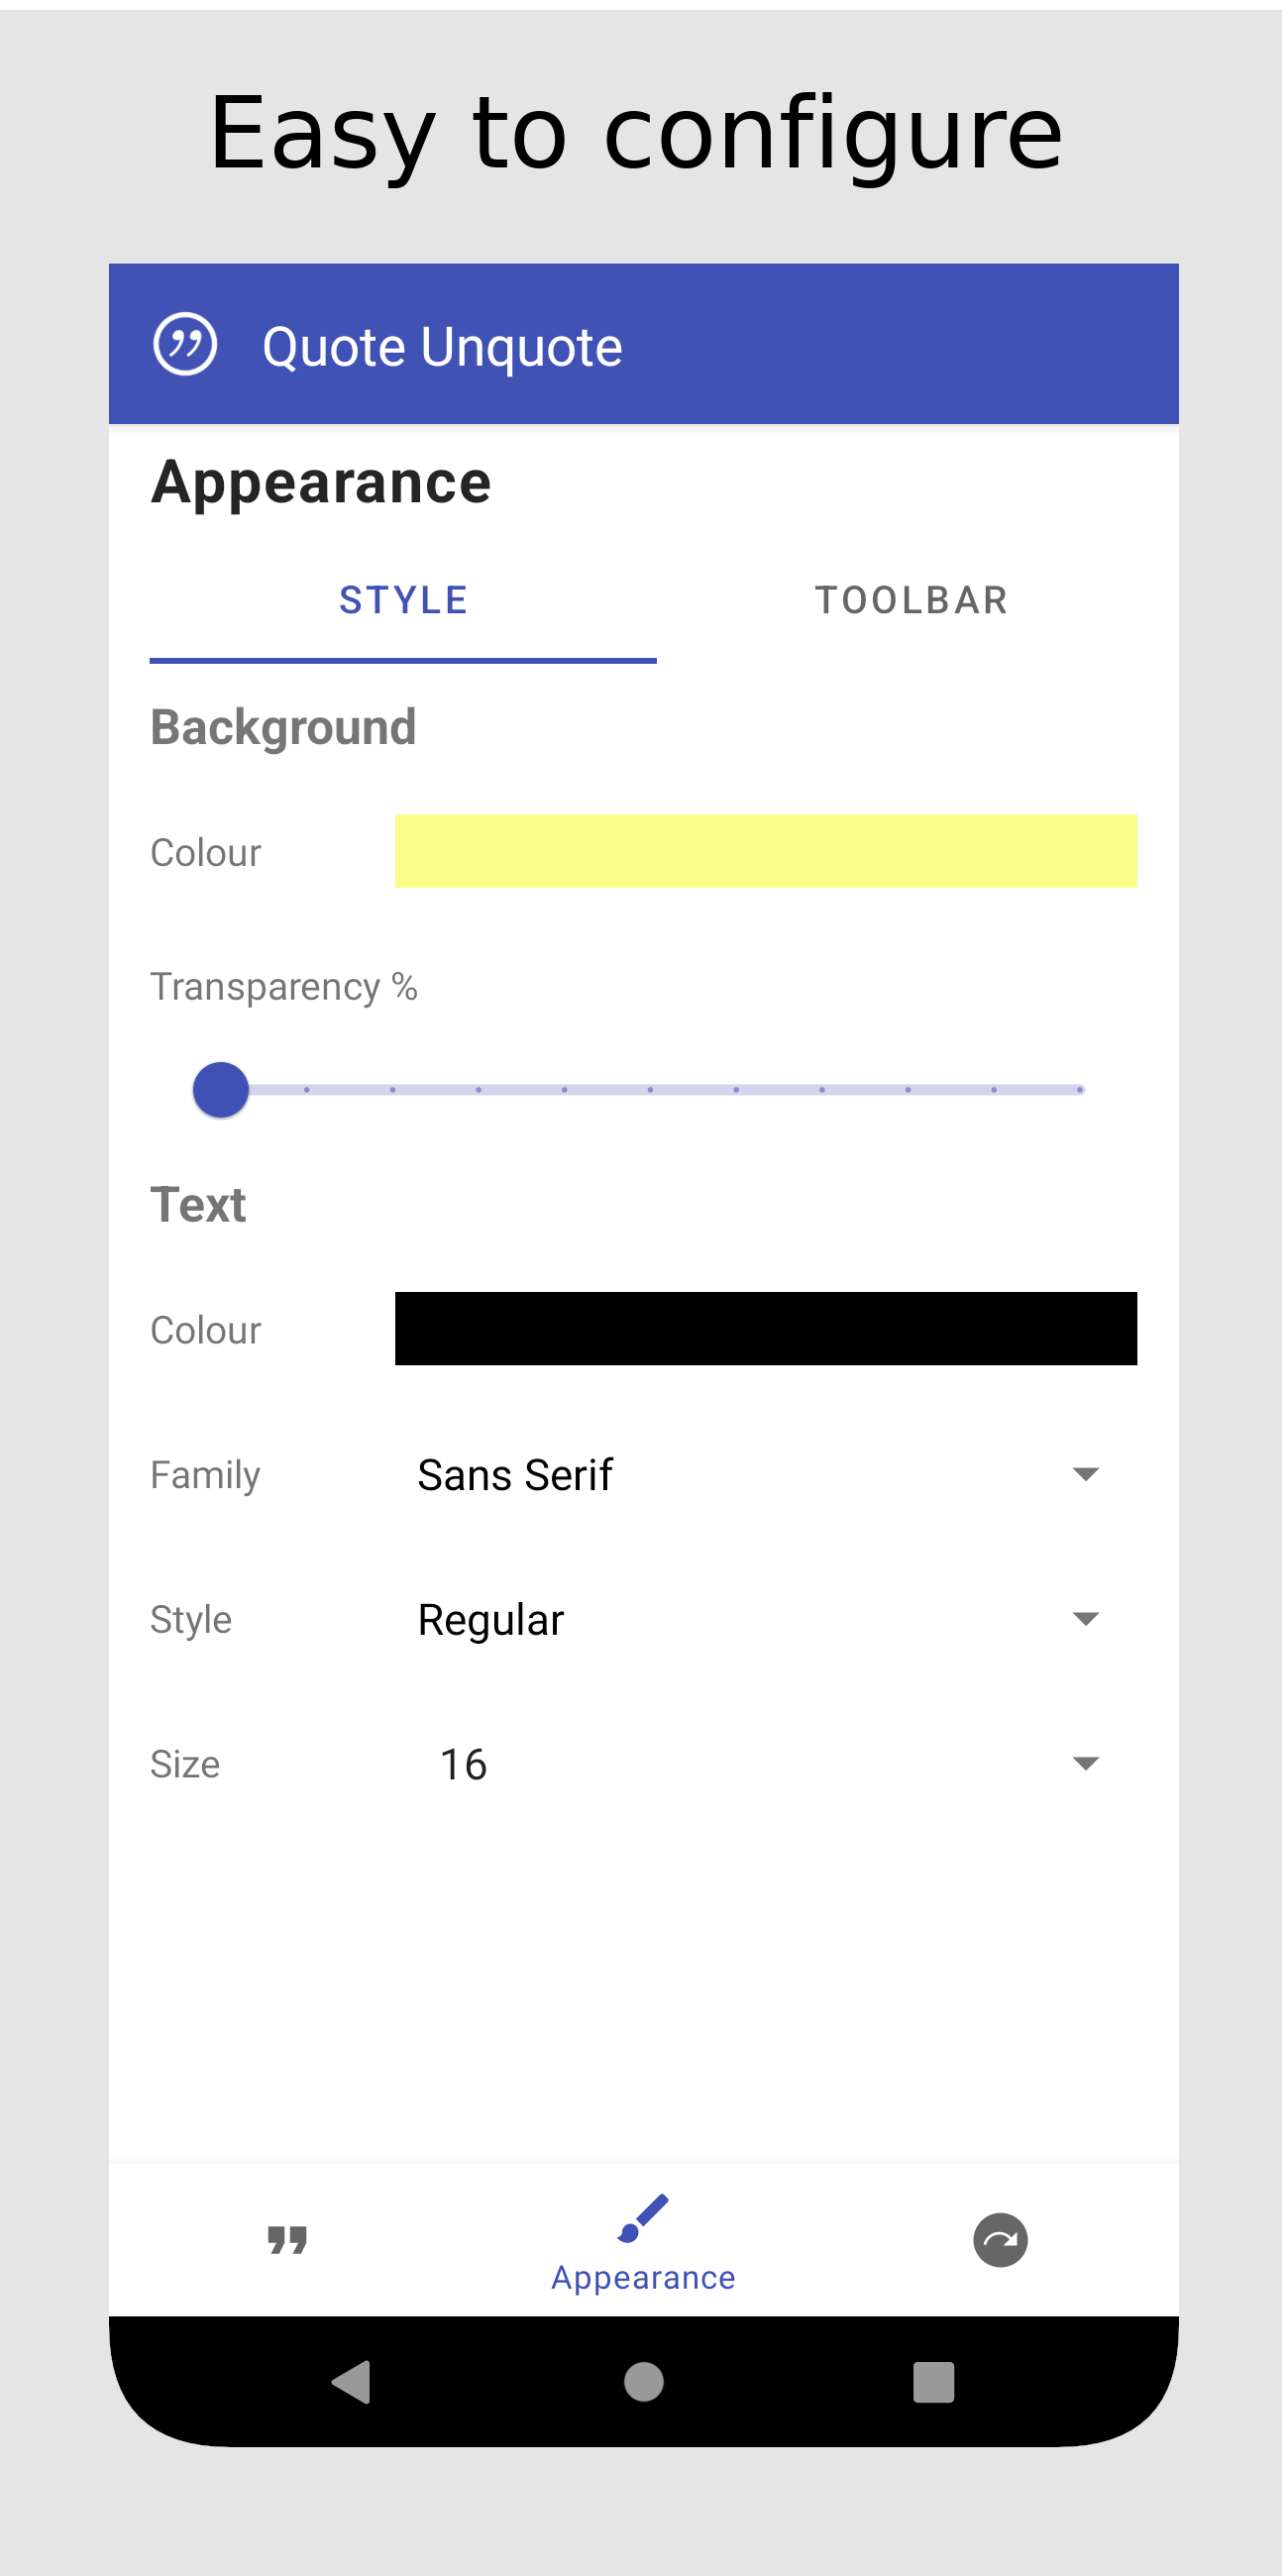 Easy to configure
Quote Unquote
Appearance
STYLE TOOLBAR
Background
Colour
Transparency %
Text
Colour
Family Sans Serif
Style Regular
Size 16
Appearance